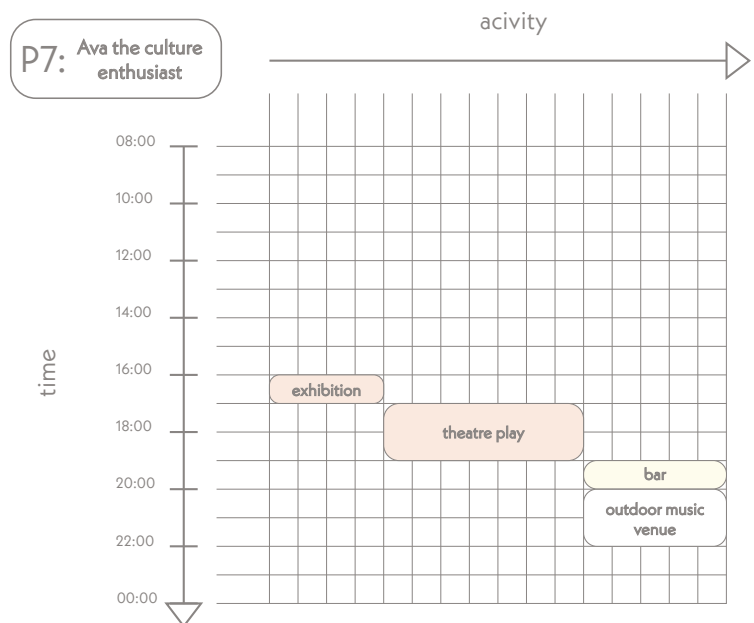 acivity
P7: Ava the culture
enthusiast
08:00
10:00
12:00
14:00
16:00
time
exhibition
18:00
theatre play
bar
20:00
outdoor music
venue
22:00
00:00